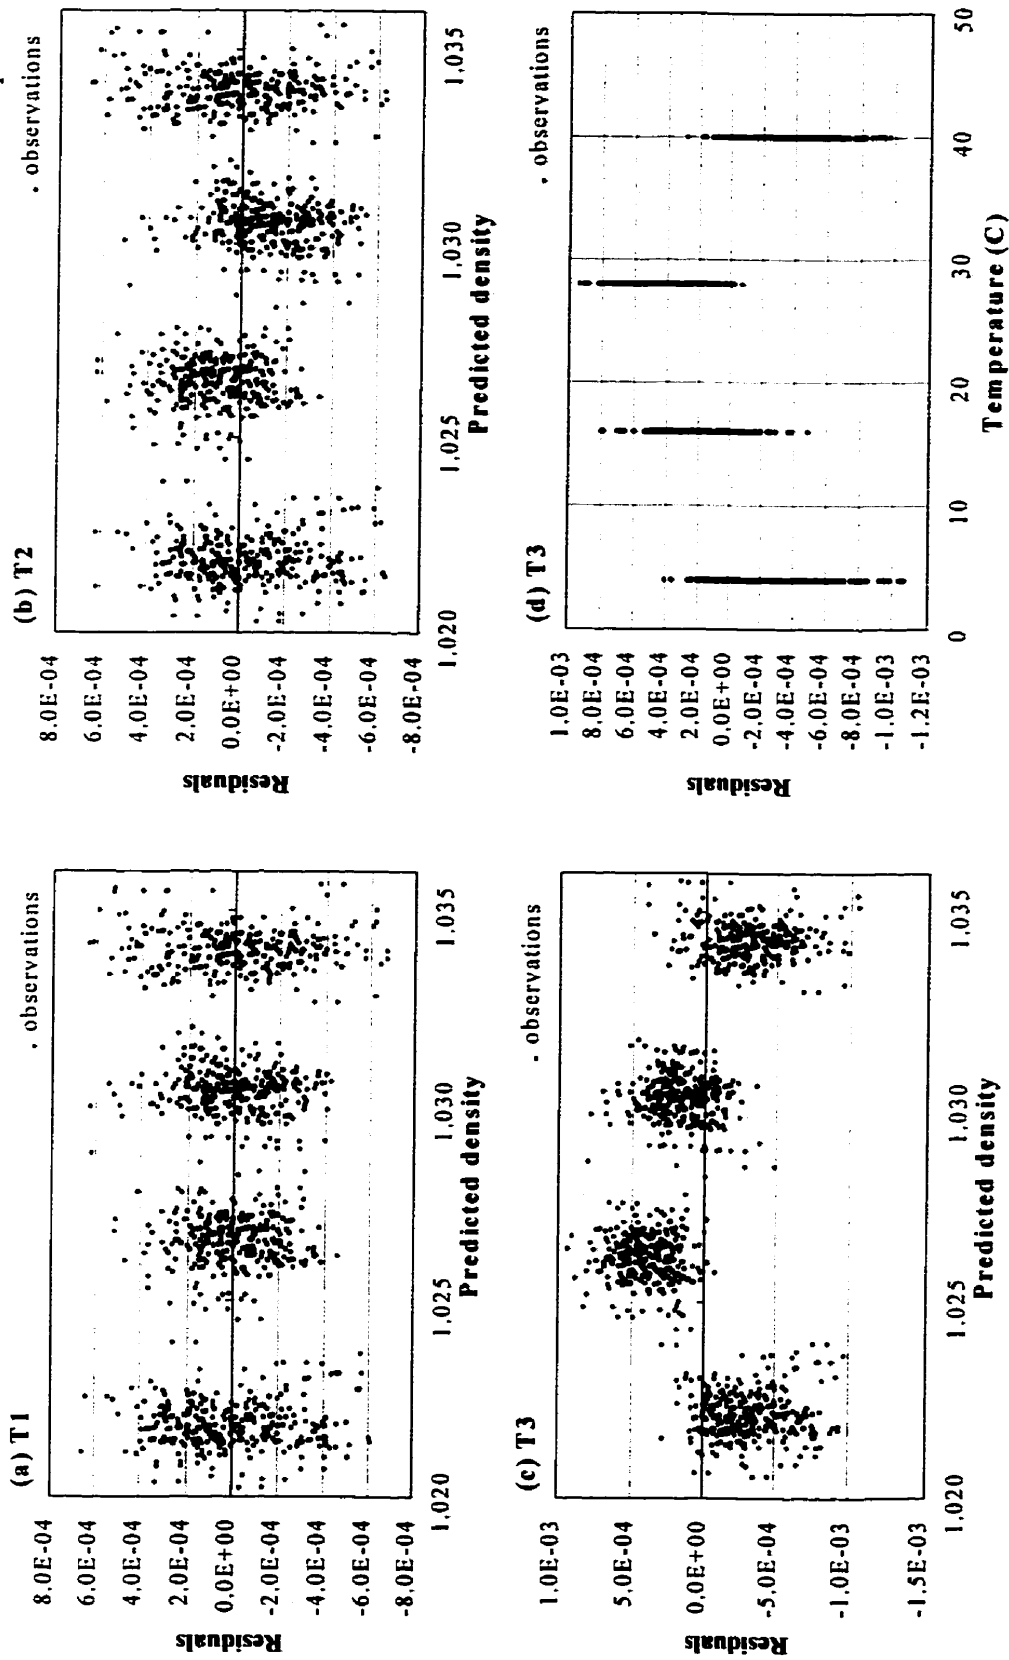 (a) T1
. observations
8.0E-04
6.0E-04
4.0E-04
2.0E-04
0.0E+00
-2.0E-04
-4.0E-04
-6.0E-04
-8.0E-04
Residuals
1.020
1.025
1.030
1.035
Predicted density
(b) T2
. observations
8.0E-04
6.0E-04
4.0E-04
2.0E-04
0.0E+00
-2.0E-04
-4.0E-04
-6.0E-04
-8.0E-04
Residuals
1.020
1.025
1.030
1.035
Predicted density
(c) T3
. observations
1.0E-03
5.0E-04
0.0E+00
-5.0E-04
-1.0E-03
-1.5E-03
Residuals
1.020
1.025
1.030
1.035
Predicted density
(d) T3
. observations
1.0E-03
8.0E-04
6.0E-04
4.0E-04
2.0E-04
0.0E+00
-2.0E-04
-4.0E-04
-6.0E-04
-8.0E-04
-1.0E-03
-1.2E-03
Residuals
0
10
20
30
40
50
Temperature (C)